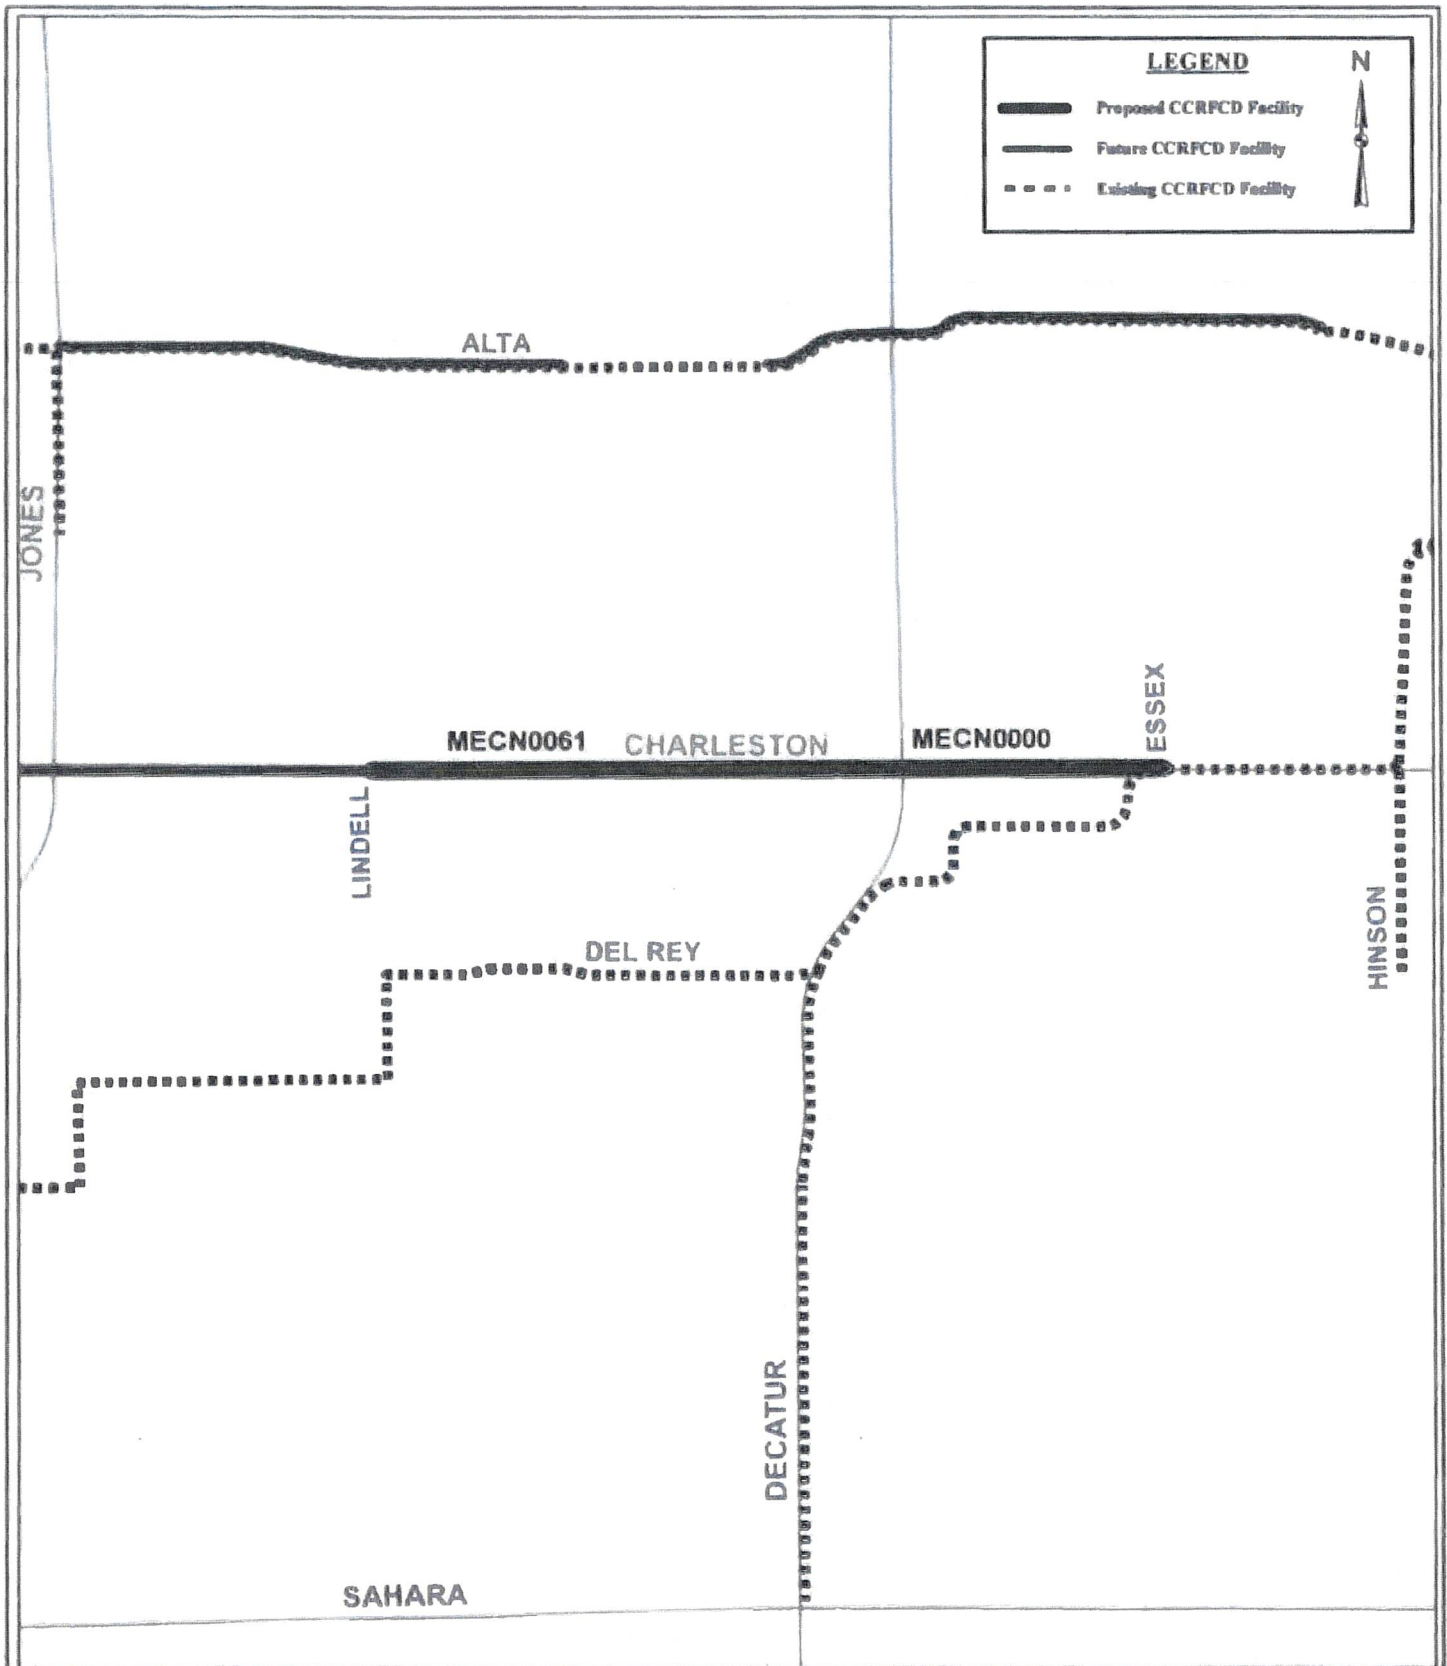 LEGEND
N
Proposed CCRFCD Facility
Future CCRFCD Facility
Existing CCRFCD Facility
ALTA
JONES
ESSEX
MECN0061
CHARLESTON
MECN0000
LINDELL
HINSON
DEL REY
DECATUR
SAHARA